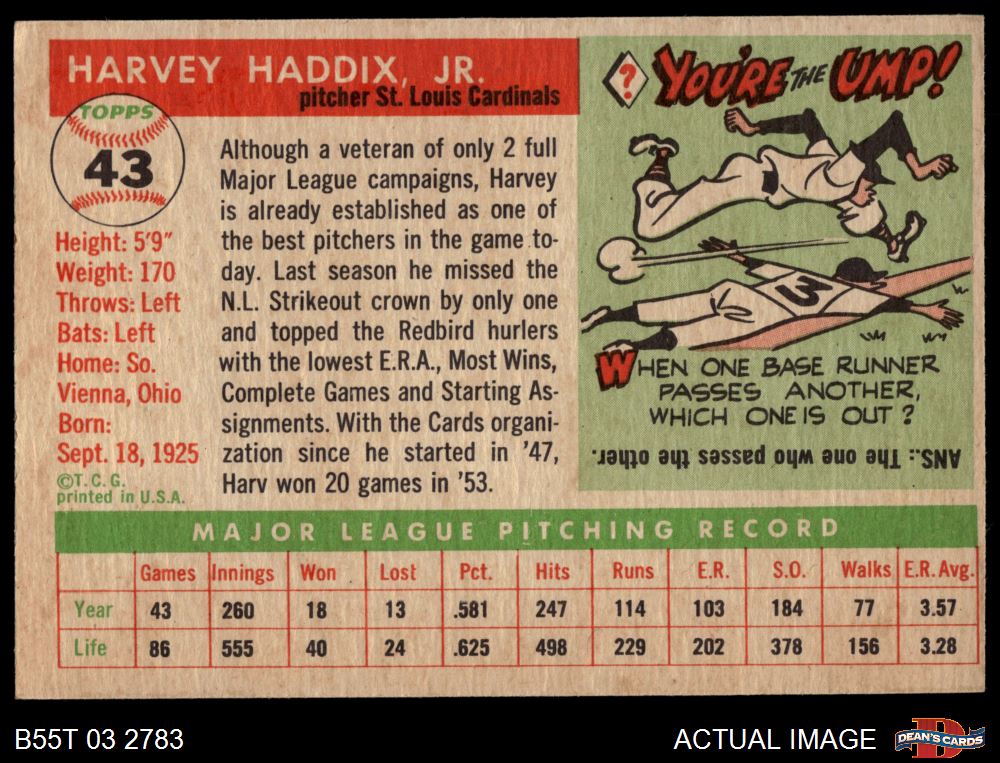 HARVEY HADDIX, JR.
pitcher St. Louis Cardinals
TOPPS
43
Height: 5'9"
Weight: 170
Throws: Left
Bats: Left
Home: So.
Vienna, Ohio
Born:
Sept. 18, 1925
©T.C.G.
printed in U.S.A.
Although a veteran of only 2 full
Major League campaigns, Harvey
is already established as one of
the best pitchers in the game to-
day. Last season he missed the
N.L. Strikeout crown by only one
and topped the Redbird hurlers
with the lowest E.R.A., Most Wins,
Complete Games and Starting As-
signments. With the Cards organi-
zation since he started in '47,
Harv won 20 games in '53.
? YOU'RE THE UMP!
3
WHEN ONE BASE RUNNER
PASSES ANOTHER,
WHICH ONE IS OUT?
ANS.: The one who passes the other.
MAJOR LEAGUE PITCHING RECORD
Games Innings Won Lost Pct. Hits Runs E.R. S.O. Walks E.R. Avg.
Year 43 260 18 13 .581 247 114 103 184 77 3.57
Life 86 555 40 24 .625 498 229 202 378 156 3.28
B55T 03 2783
ACTUAL IMAGE
DEAN'S CARDS